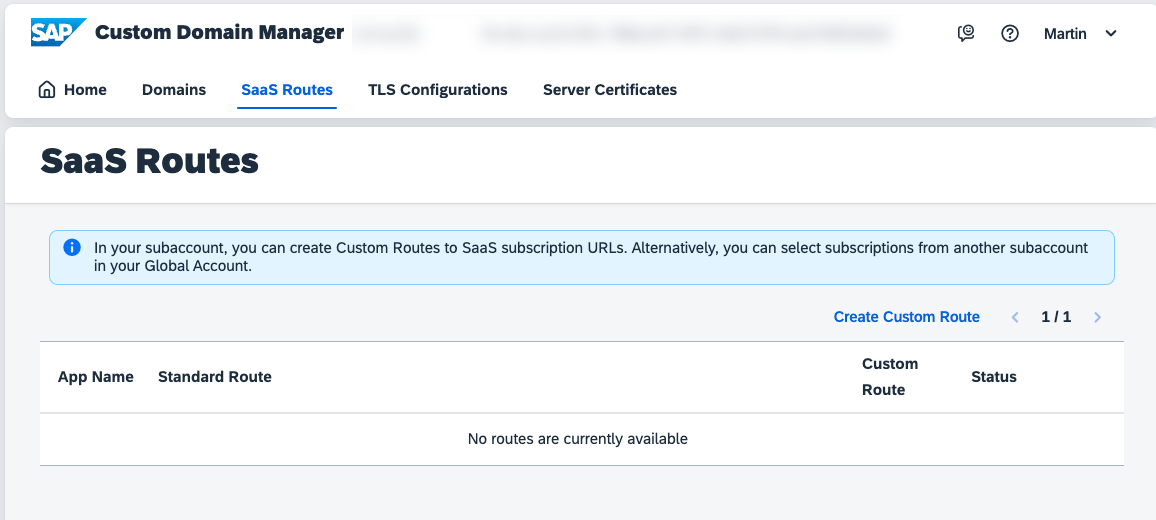 SAP Custom Domain Manager
Martin
Home Domains SaaS Routes TLS Configurations Server Certificates
SaaS Routes
In your subaccount, you can create Custom Routes to SaaS subscription URLs. Alternatively, you can select subscriptions from another subaccount
in your Global Account.
Create Custom Route 1 / 1
App Name Standard Route Custom Route Status
No routes are currently available